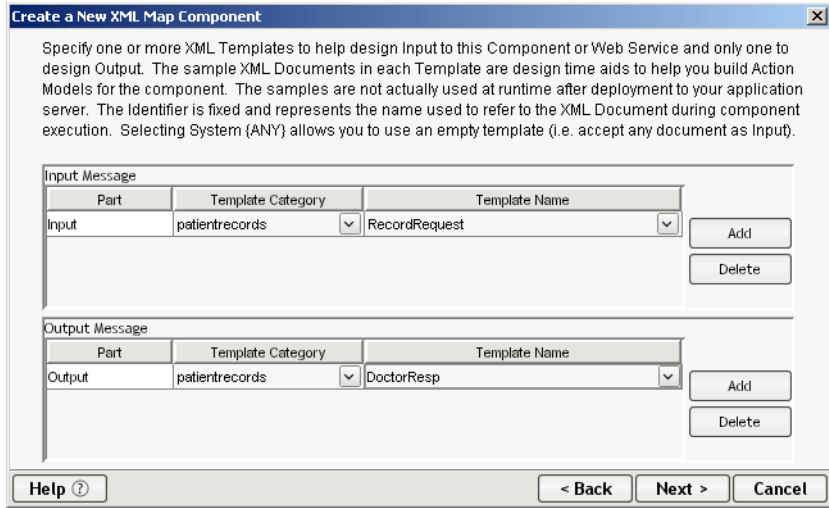 Create a New XML Map Component
Specify one or more XML Templates to help design Input to this Component or Web Service and only one to
design Output. The sample XML Documents in each Template are design time aids to help you build Action
Models for the component. The samples are not actually used at runtime after deployment to your application
server. The Identifier is fixed and represents the name used to refer to the XML Document during component
execution. Selecting System {ANY} allows you to use an empty template (i.e. accept any document as Input).
Input Message
Part Template Category Template Name
Input patientrecords RecordRequest
Add
Delete
Output Message
Part Template Category Template Name
Output patientrecords DoctorResp
Add
Delete
Help ? < Back Next > Cancel